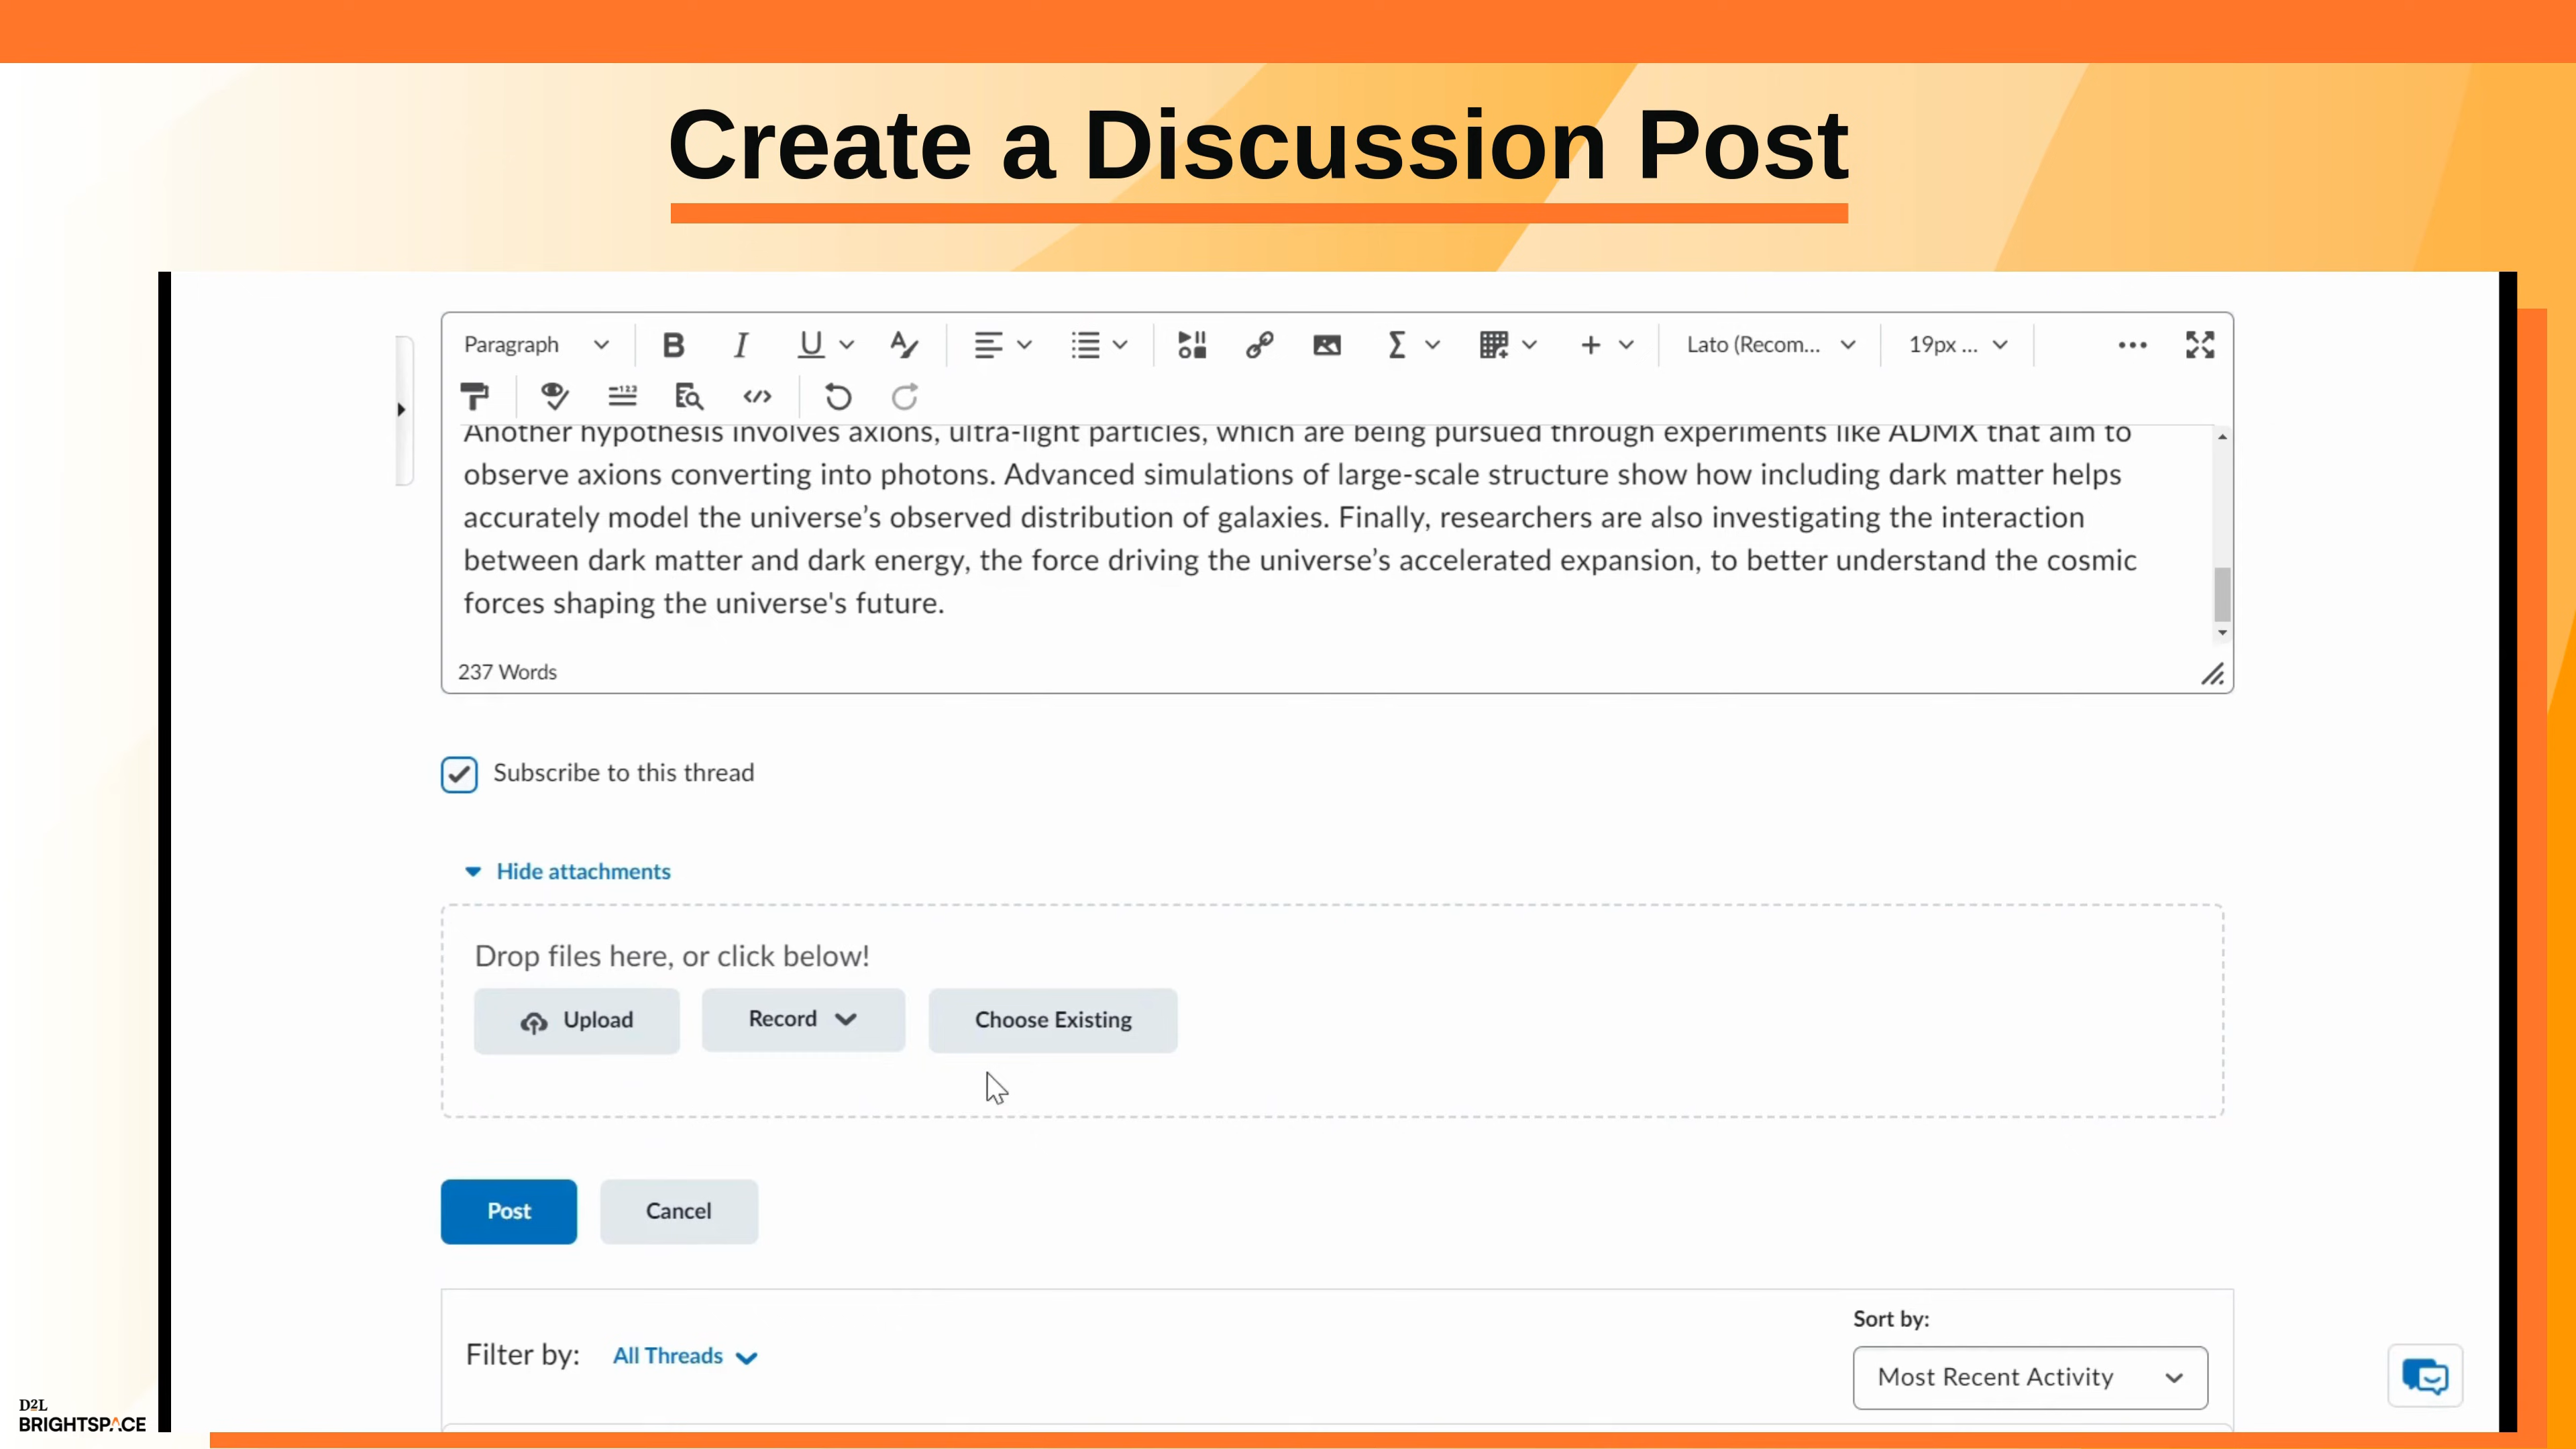 Create a Discussion Post
Paragraph
Lato (Recom...
19px ...
Another hypothesis involves axions, ultra-light particles, which are being pursued through experiments like ADMX that aim to
observe axions converting into photons. Advanced simulations of large-scale structure show how including dark matter helps
accurately model the universe’s observed distribution of galaxies. Finally, researchers are also investigating the interaction
between dark matter and dark energy, the force driving the universe’s accelerated expansion, to better understand the cosmic
forces shaping the universe's future.
237 Words
Subscribe to this thread
Hide attachments
Drop files here, or click below!
Upload
Record
Choose Existing
Post
Cancel
Sort by:
Filter by: All Threads
Most Recent Activity
D2L
BRIGHTSPACE